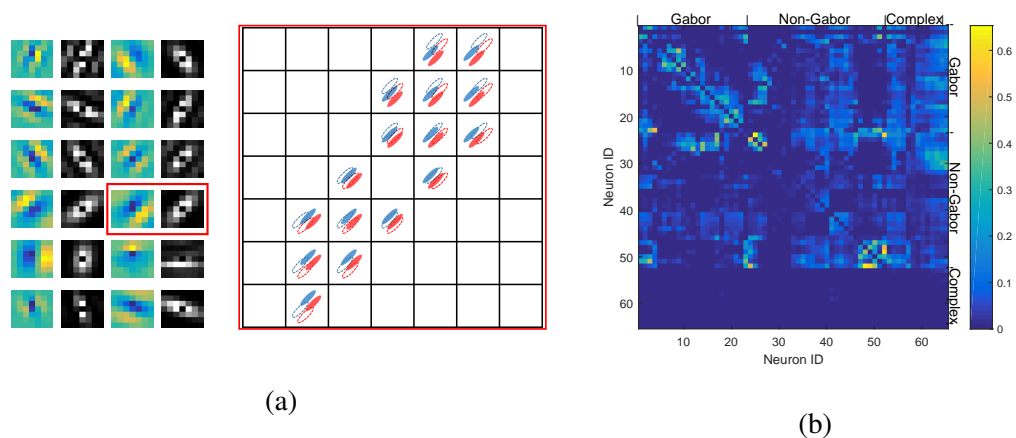 Gabor Non-Gabor Complex
0.6
0.5
0.4
0.3
0.2
0.1
0
10
20
30
40
50
60
Neuron ID
Gabor
Non-Gabor
Complex
10 20 30 40 50 60
Neuron ID
(a)
(b)